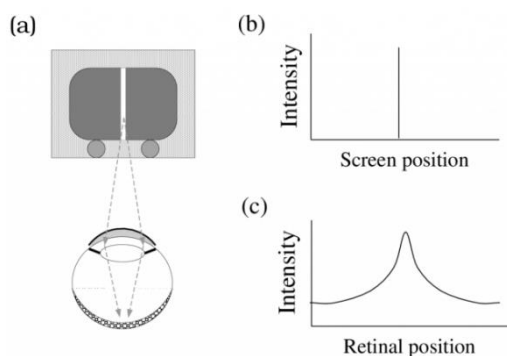 (a)
(b)
Intensity
Screen position
(c)
Intensity
Retinal position